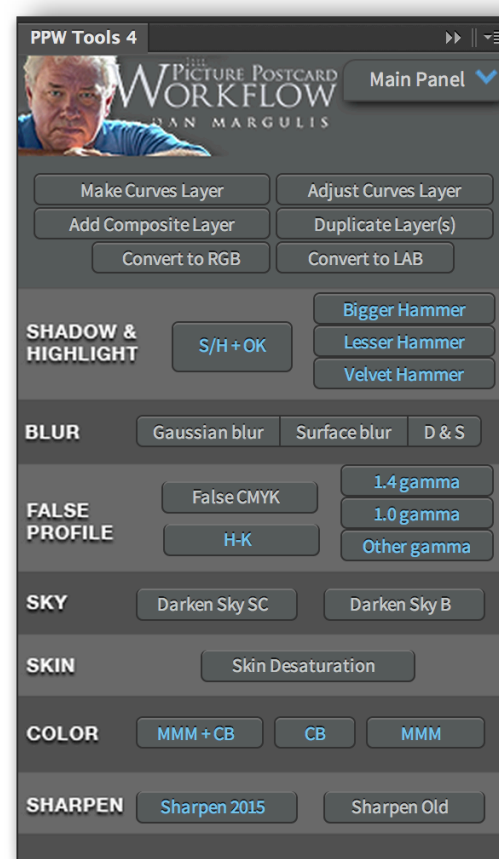 PPW Tools 4
THE
PICTURE POSTCARD
WORKFLOW
DAN MARGULIS
Main Panel
Make Curves Layer
Adjust Curves Layer
Add Composite Layer
Duplicate Layer(s)
Convert to RGB
Convert to LAB
SHADOW &
HIGHLIGHT
S/H + OK
Bigger Hammer
Lesser Hammer
Velvet Hammer
BLUR
Gaussian blur
Surface blur
D & S
FALSE
PROFILE
False CMYK
H-K
1.4 gamma
1.0 gamma
Other gamma
SKY
Darken Sky SC
Darken Sky B
SKIN
Skin Desaturation
COLOR
MMM + CB
CB
MMM
SHARPEN
Sharpen 2015
Sharpen Old